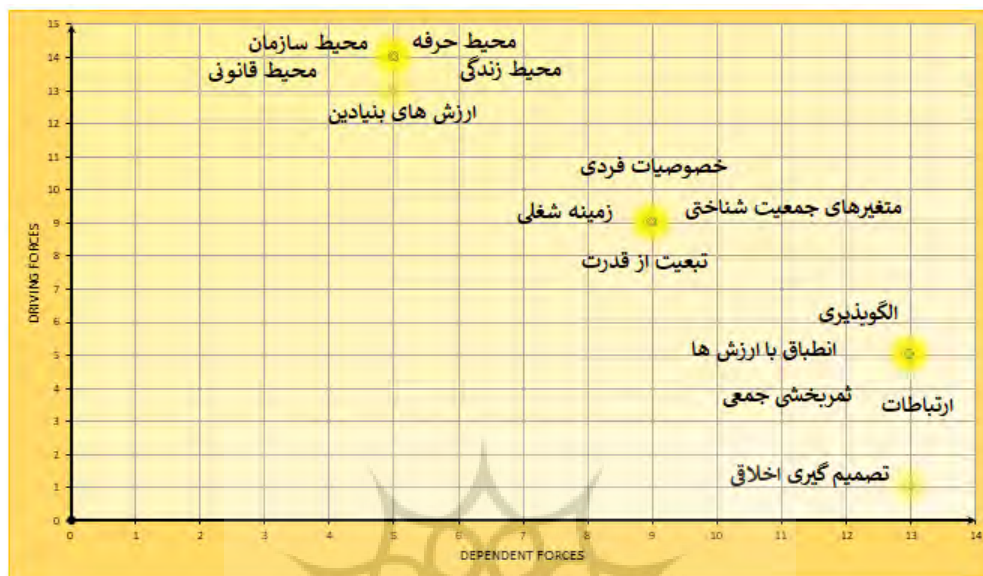 15
محیط حرفه
محیط سازمان
14
محیط زندگی
محیط قانونی
13
ارزش های بنیادین
12
11
خصوصیات فردی
10
متغیرهای جمعیت شناختی
زمینه شغلی
9
تبعیت از قدرت
8
DRIVING FORCES
7
الگوپذیری
6
انطباق با ارزش ها
5
4
ثمربخشی جمعی
ارتباطات
3
2
تصمیم گیری اخلاقی
1
0
0 1 2 3 4 5 6 7 8 9 10 11 12 13 14
DEPENDENT FORCES